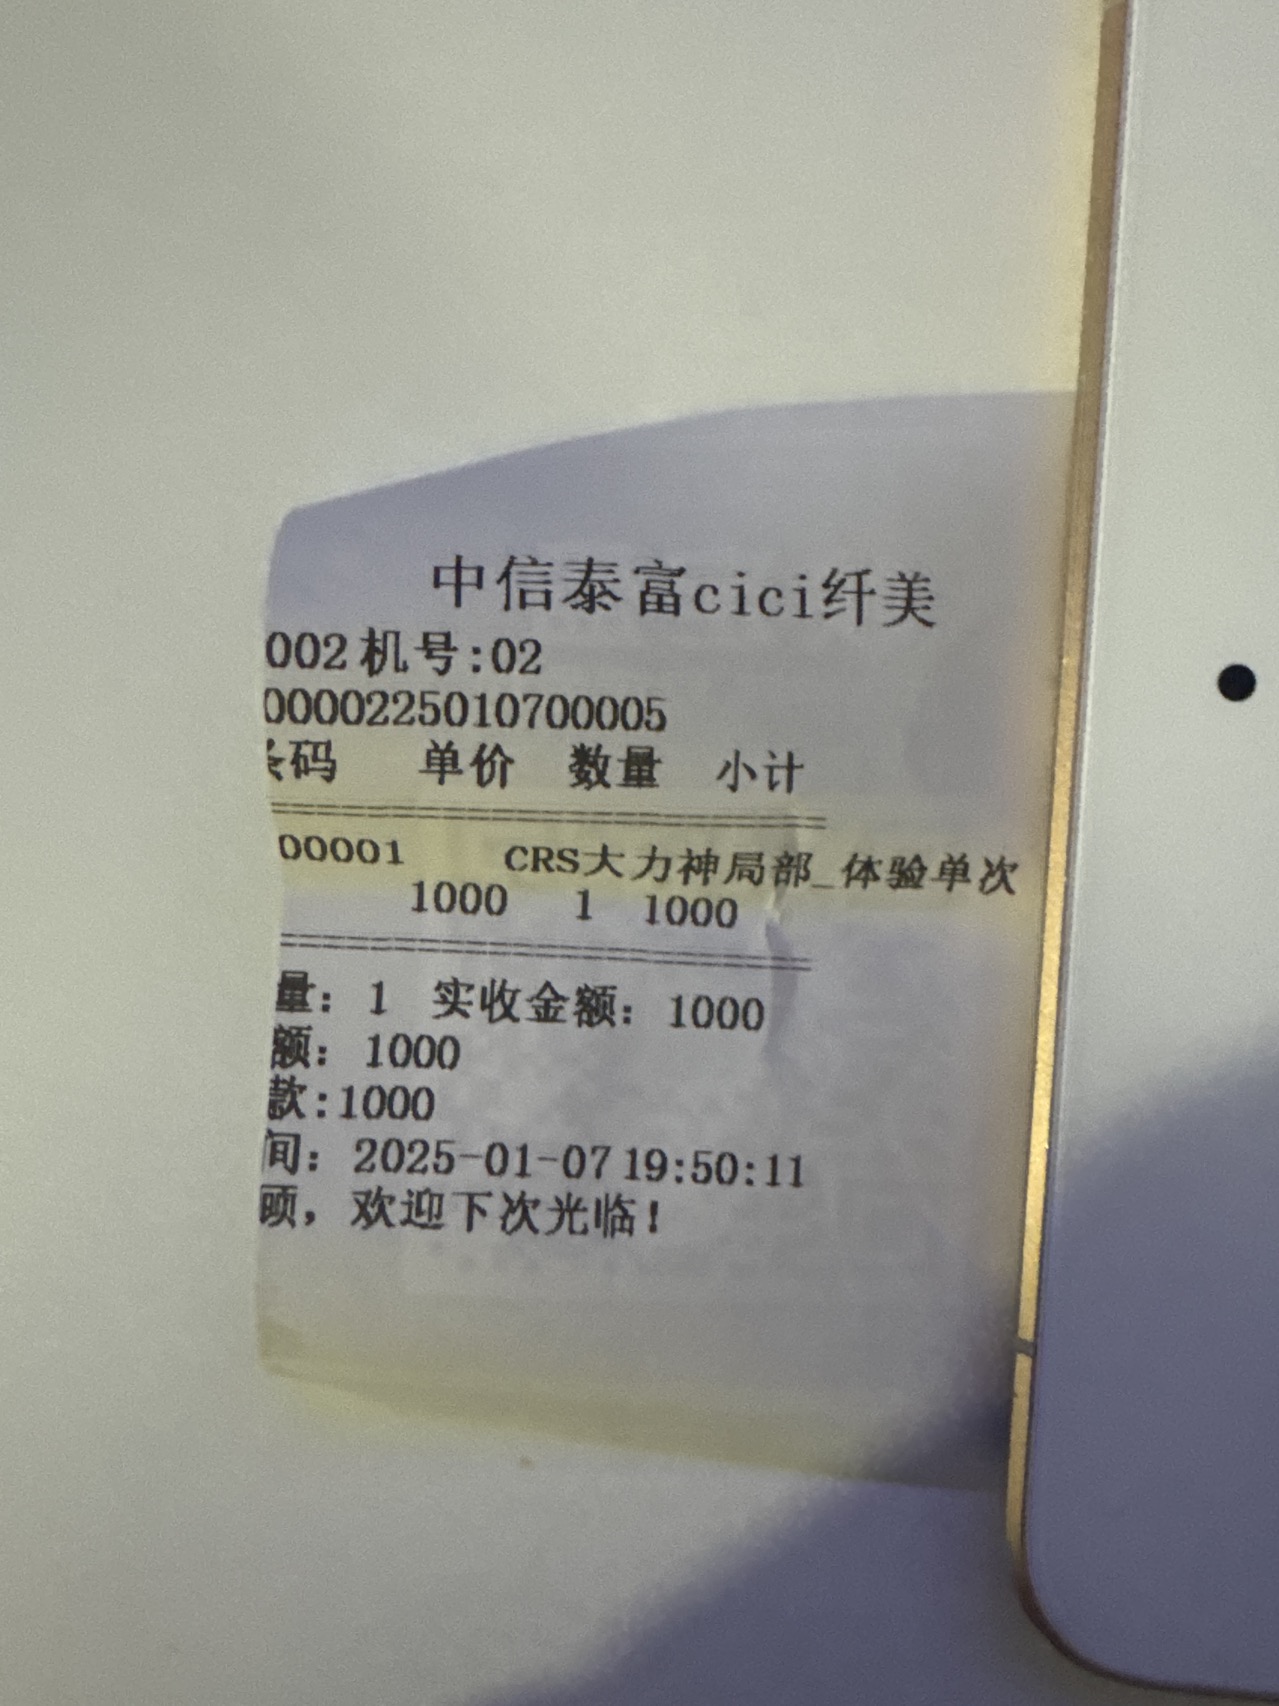 中信泰富cici纤美
002机号:02
0000225010700005
码 单价 数量 小计
00001 CRS大力神局部_体验单次
1000 1 1000
量：1 实收金额：1000
额：1000
款:1000
间：2025-01-07 19:50:11
顾，欢迎下次光临！